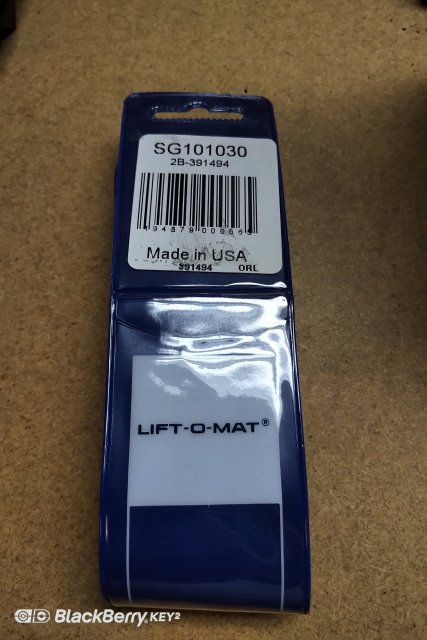 SG101030
2B-391494
Made in USA
391494 ORL
LIFT-O-MAT®
BlackBerry KEY²